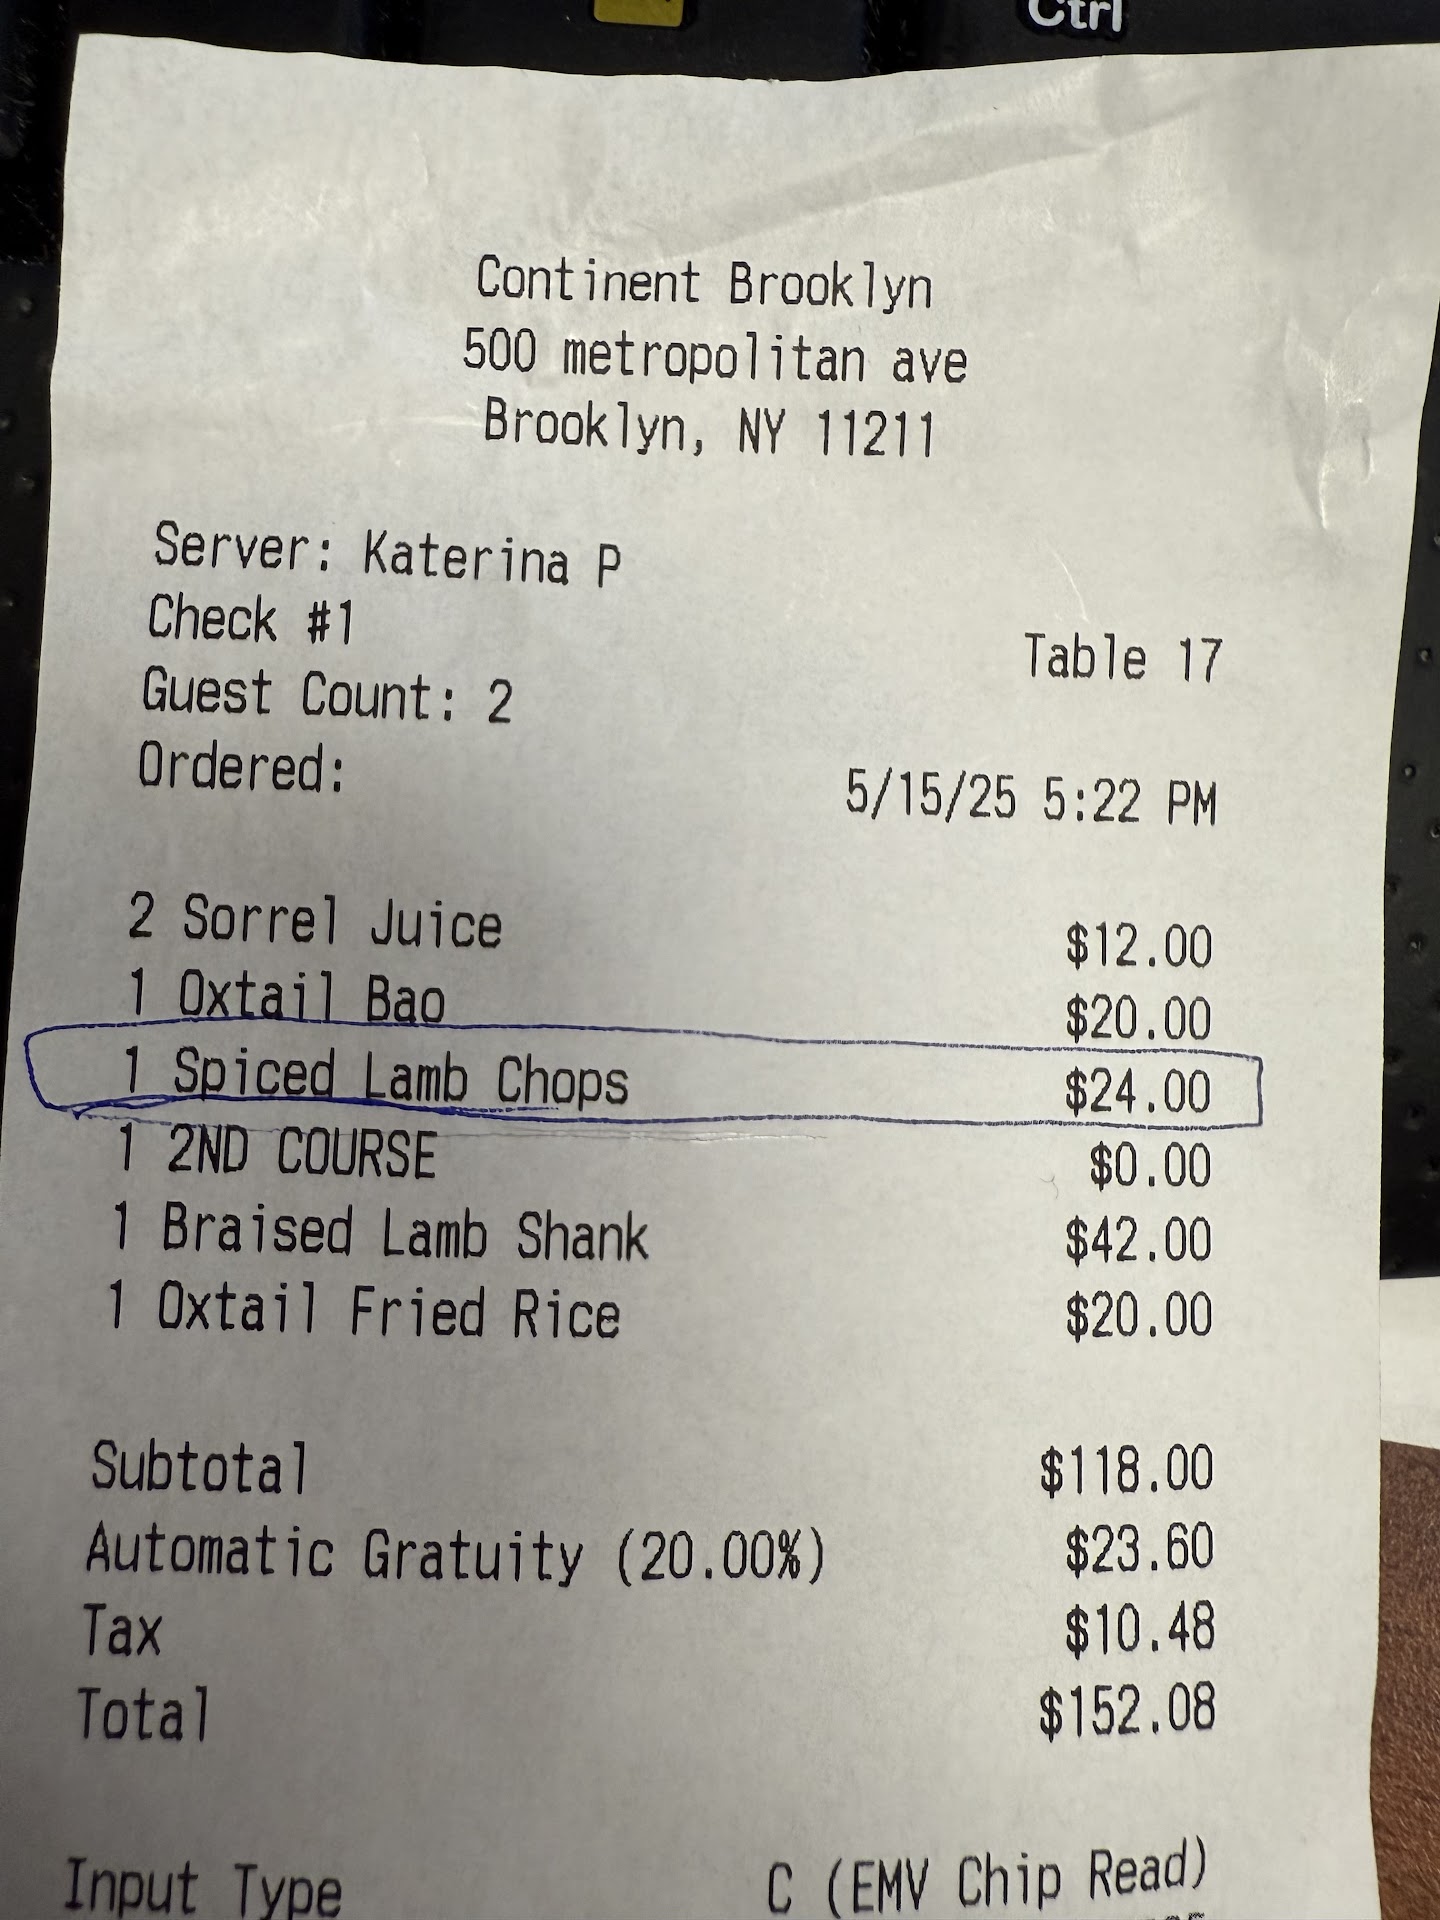 Ctrl
Continent Brooklyn
500 metropolitan ave
Brooklyn, NY 11211
Server: Katerina P
Check #1
Table 17
Guest Count: 2
Ordered:
5/15/25 5:22 PM
2 Sorrel Juice $12.00
1 Oxtail Bao $20.00
1 Spiced Lamb Chops $24.00
1 2ND COURSE $0.00
1 Braised Lamb Shank $42.00
1 Oxtail Fried Rice $20.00
Subtotal $118.00
Automatic Gratuity (20.00%) $23.60
Tax $10.48
Total $152.08
Input Type C (EMV Chip Read)